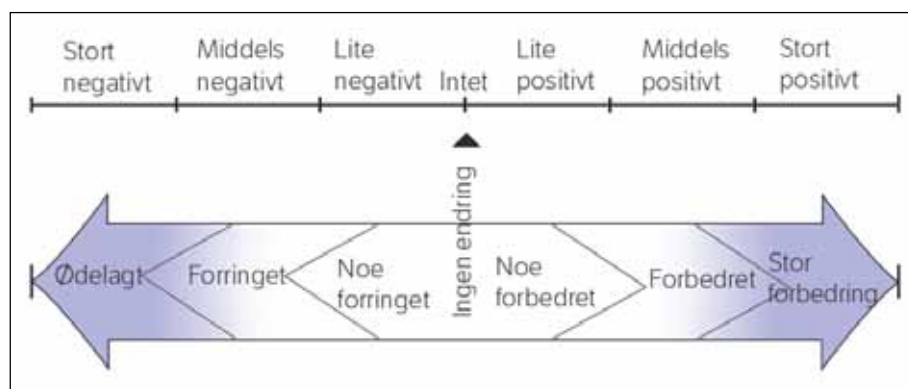 Stort
negativt
Middels
negativt
Lite
negativt
Intet
Lite
positivt
Middels
positivt
Stort
positivt
Ingen endring
Ødelagt
Forringet
Noe
forringet
Noe
forbedret
Forbedret
Stor
forbedring